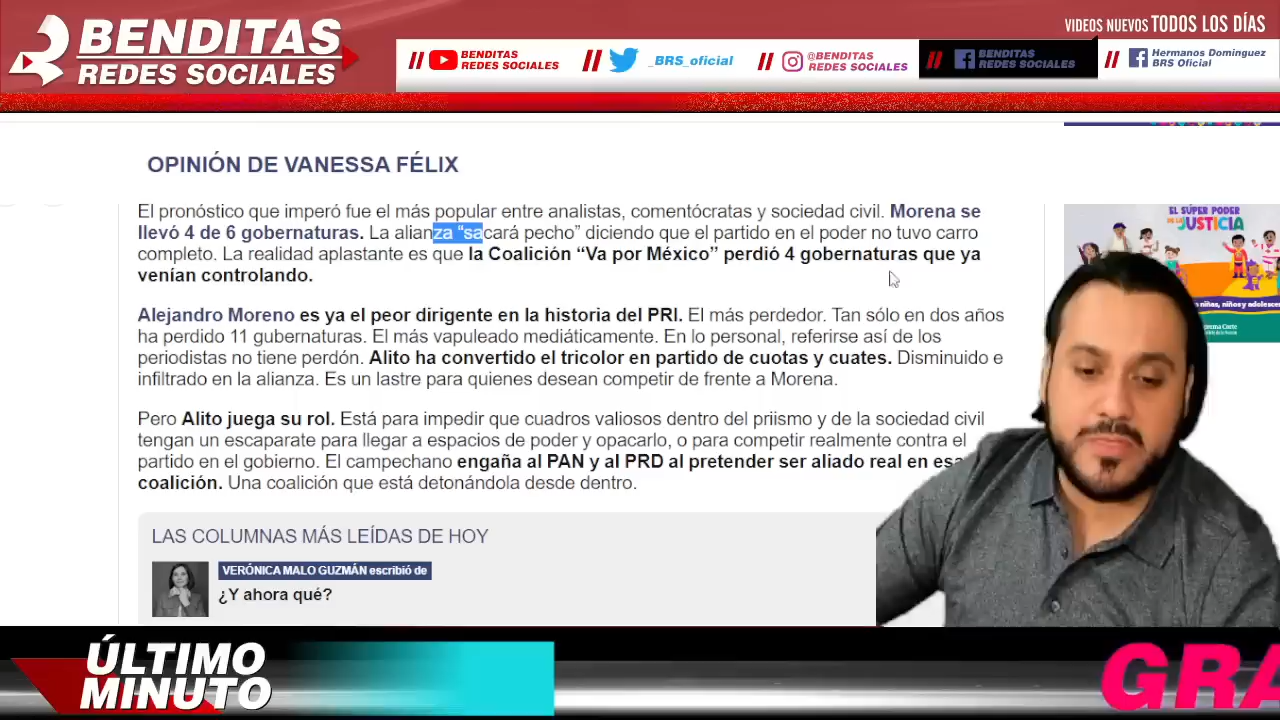 BENDITAS
REDES SOCIALES
VIDEOS NUEVOS TODOS LOS DÍAS
BENDITAS
REDES SOCIALES
_BRS_oficial
@BENDITAS
REDES SOCIALES
BENDITAS
REDES SOCIALES
Hermanos Dominguez
BRS Oficial
OPINIÓN DE VANESSA FÉLIX
El pronóstico que imperó fue el más popular entre analistas, comentócratas y sociedad civil. Morena se
llevó 4 de 6 gobernaturas. La alianza “sacará pecho” diciendo que el partido en el poder no tuvo carro
completo. La realidad aplastante es que la Coalición “Va por México” perdió 4 gobernaturas que ya
venían controlando.
Alejandro Moreno es ya el peor dirigente en la historia del PRI. El más perdedor. Tan sólo en dos años
ha perdido 11 gubernaturas. El más vapuleado mediáticamente. En lo personal, referirse así de los
periodistas no tiene perdón. Alito ha convertido el tricolor en partido de cuotas y cuates. Disminuido e
infiltrado en la alianza. Es un lastre para quienes desean competir de frente a Morena.
Pero Alito juega su rol. Está para impedir que cuadros valiosos dentro del priismo y de la sociedad civil
tengan un escaparate para llegar a espacios de poder y opacarlo, o para competir realmente contra el
partido en el gobierno. El campechano engaña al PAN y al PRD al pretender ser aliado real en esa
coalición. Una coalición que está detonándola desde dentro.
EL SÚPER PODER
DE LA
JUSTICIA
niñas, niños y adolesce
prema Corte
LAS COLUMNAS MÁS LEÍDAS DE HOY
VERÓNICA MALO GUZMÁN escribió de
¿Y ahora qué?
ÚLTIMO
MINUTO
GRA